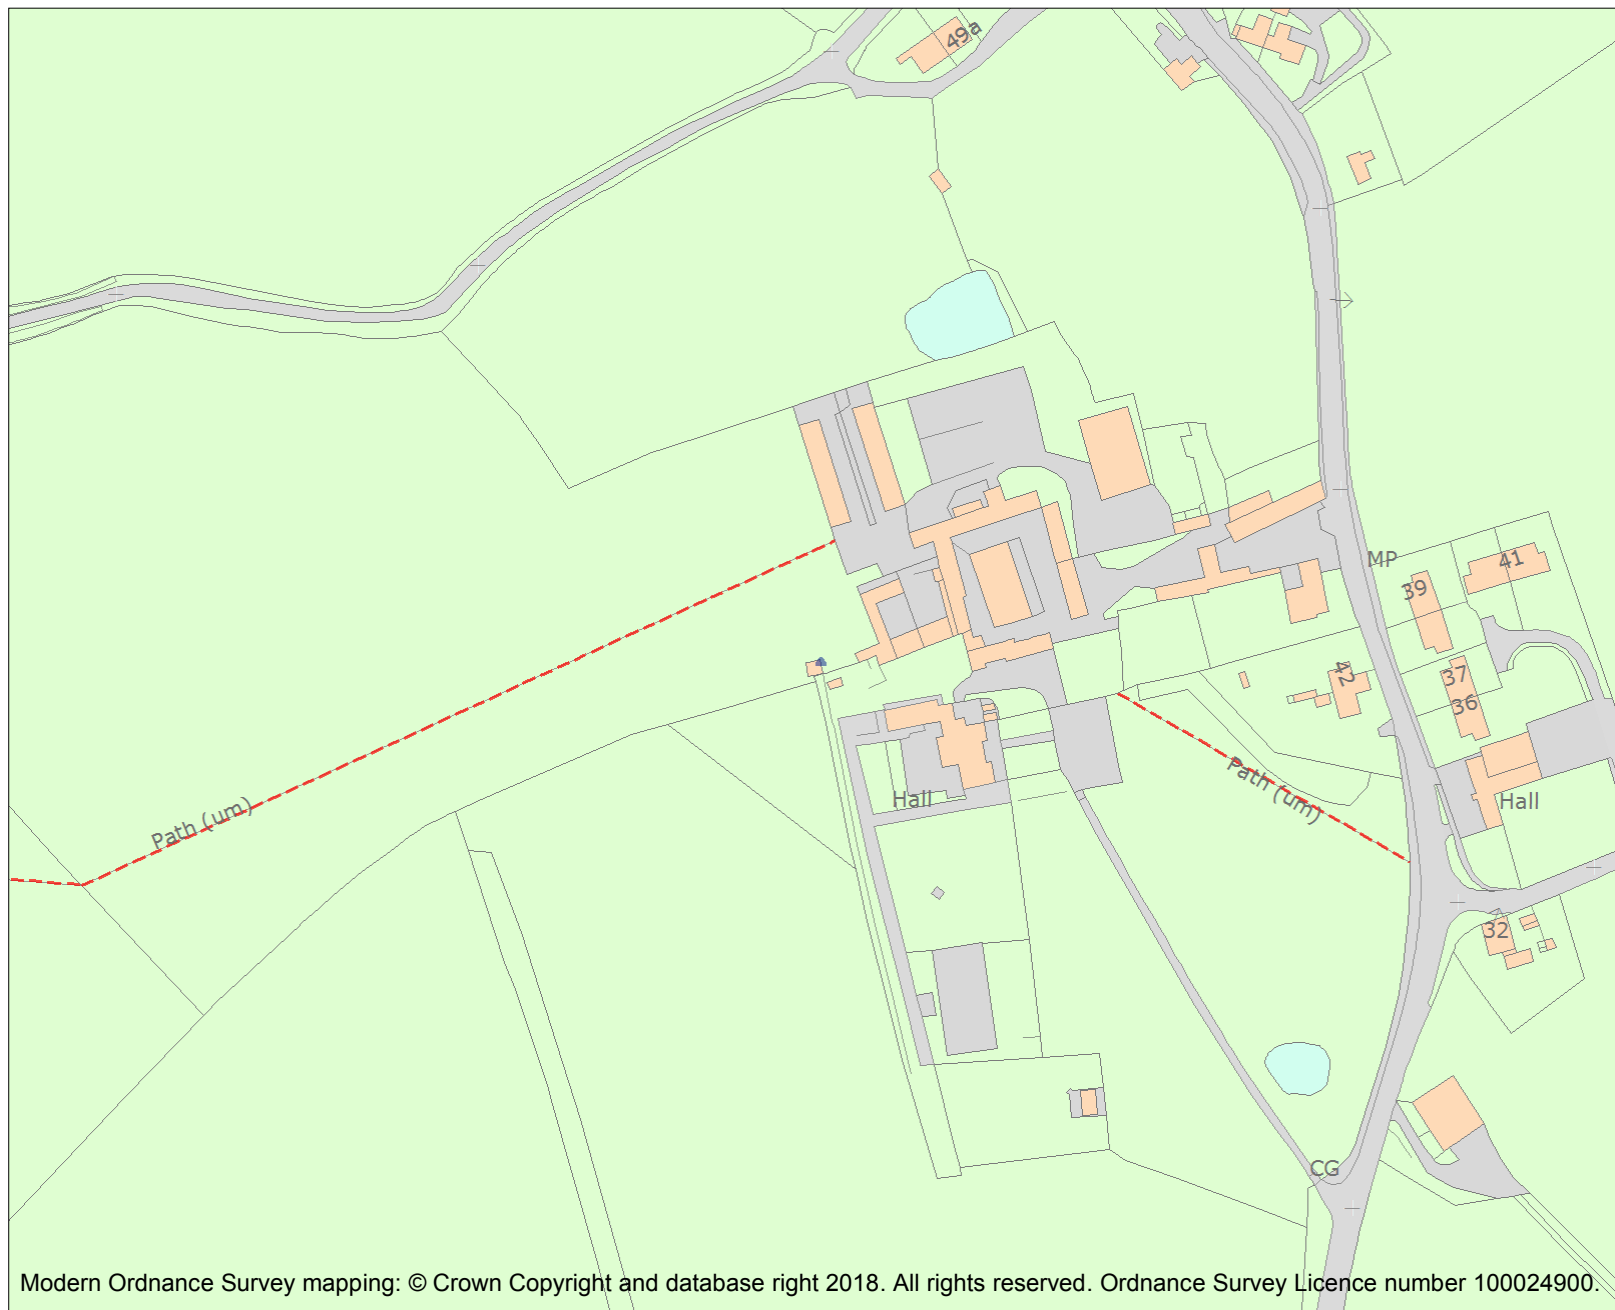 49a
MP
41
39
42
37
36
Path (um)
Hall
Hall
Path (um)
32
CG
Modern Ordnance Survey mapping: © Crown Copyright and database right 2018. All rights reserved. Ordnance Survey Licence number 100024900.